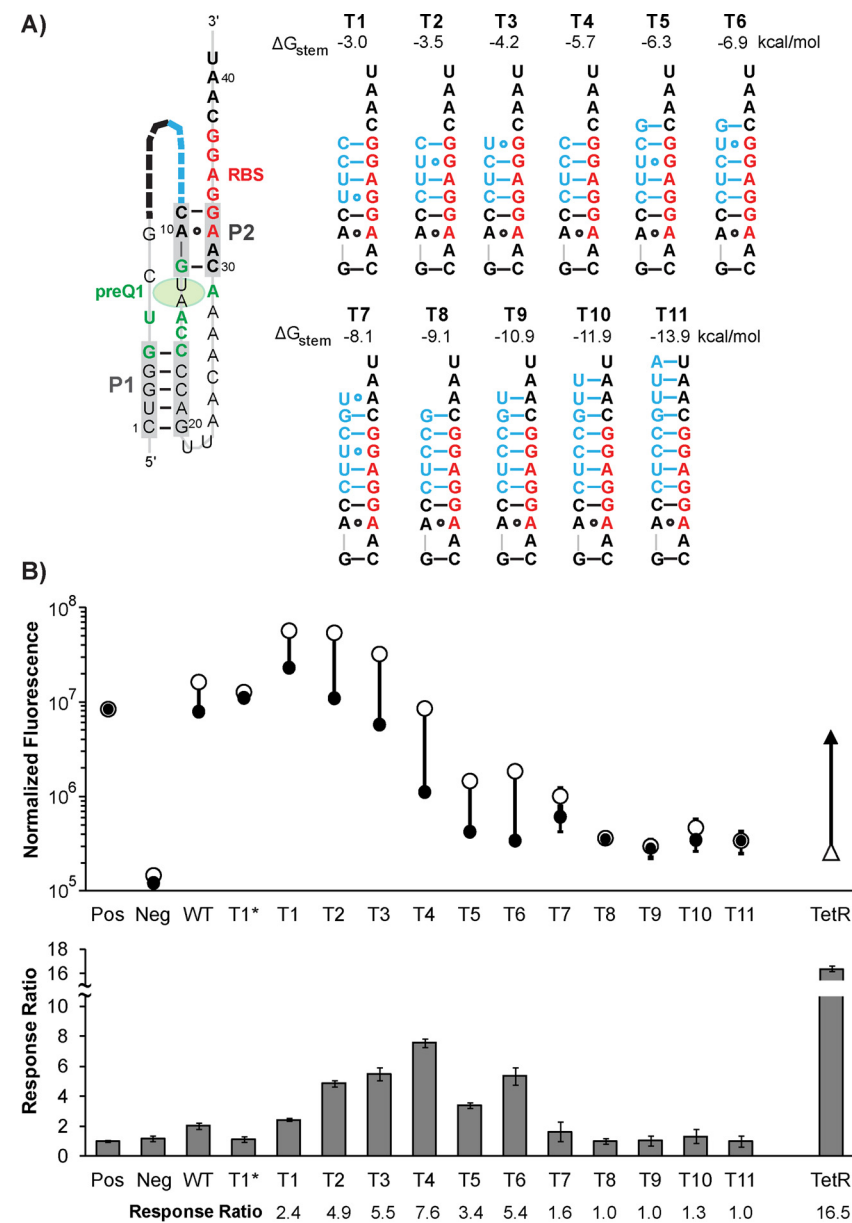 A)
3'
U
A 40
A
C
G
G
A
G
RBS
C G
10 A A P2
A
G C 30
G
U
C
A
preQ1
A
U A A
C A
G C A
P1
G C C
G C A
G A A
U
1 C G 20
U U
5'
T1 T2 T3 T4 T5 T6
ΔGstem -3.0 -3.5 -4.2 -5.7 -6.3 -6.9 kcal/mol
U U U U U U
A A A A A A
A A A A A A
C C C C G C G C
C G C G U G C G C G U G
C G U G C G C G U G C G
U A U A U A U A U A U A
U G C G C G C G C G C G
C G C G C G C G C G C G
A A A A A A A A A A A A
A A A A A A
G C G C G C G C G C G C
T7 T8 T9 T10 T11
ΔGstem -8.1 -9.1 -10.9 -11.9 -13.9 kcal/mol
U U U U A U
A A A U A U A
U A A U A U A U A
G C G C G C G C G C
C G C G C G C G C G
U G C G C G C G C G
U A U A U A U A U A
C G C G C G C G C G
C G C G C G C G C G
A A A A A A A A A A
A A A A A
G C G C G C G C G C
B)
Normalized Fluorescence
10^8
10^7
10^6
10^5
Pos Neg WT T1* T1 T2 T3 T4 T5 T6 T7 T8 T9 T10 T11 TetR
Response Ratio
18
16
~
~
10
8
6
4
2
0
Pos Neg WT T1* T1 T2 T3 T4 T5 T6 T7 T8 T9 T10 T11 TetR
Response Ratio 2.4 4.9 5.5 7.6 3.4 5.4 1.6 1.0 1.0 1.3 1.0 16.5